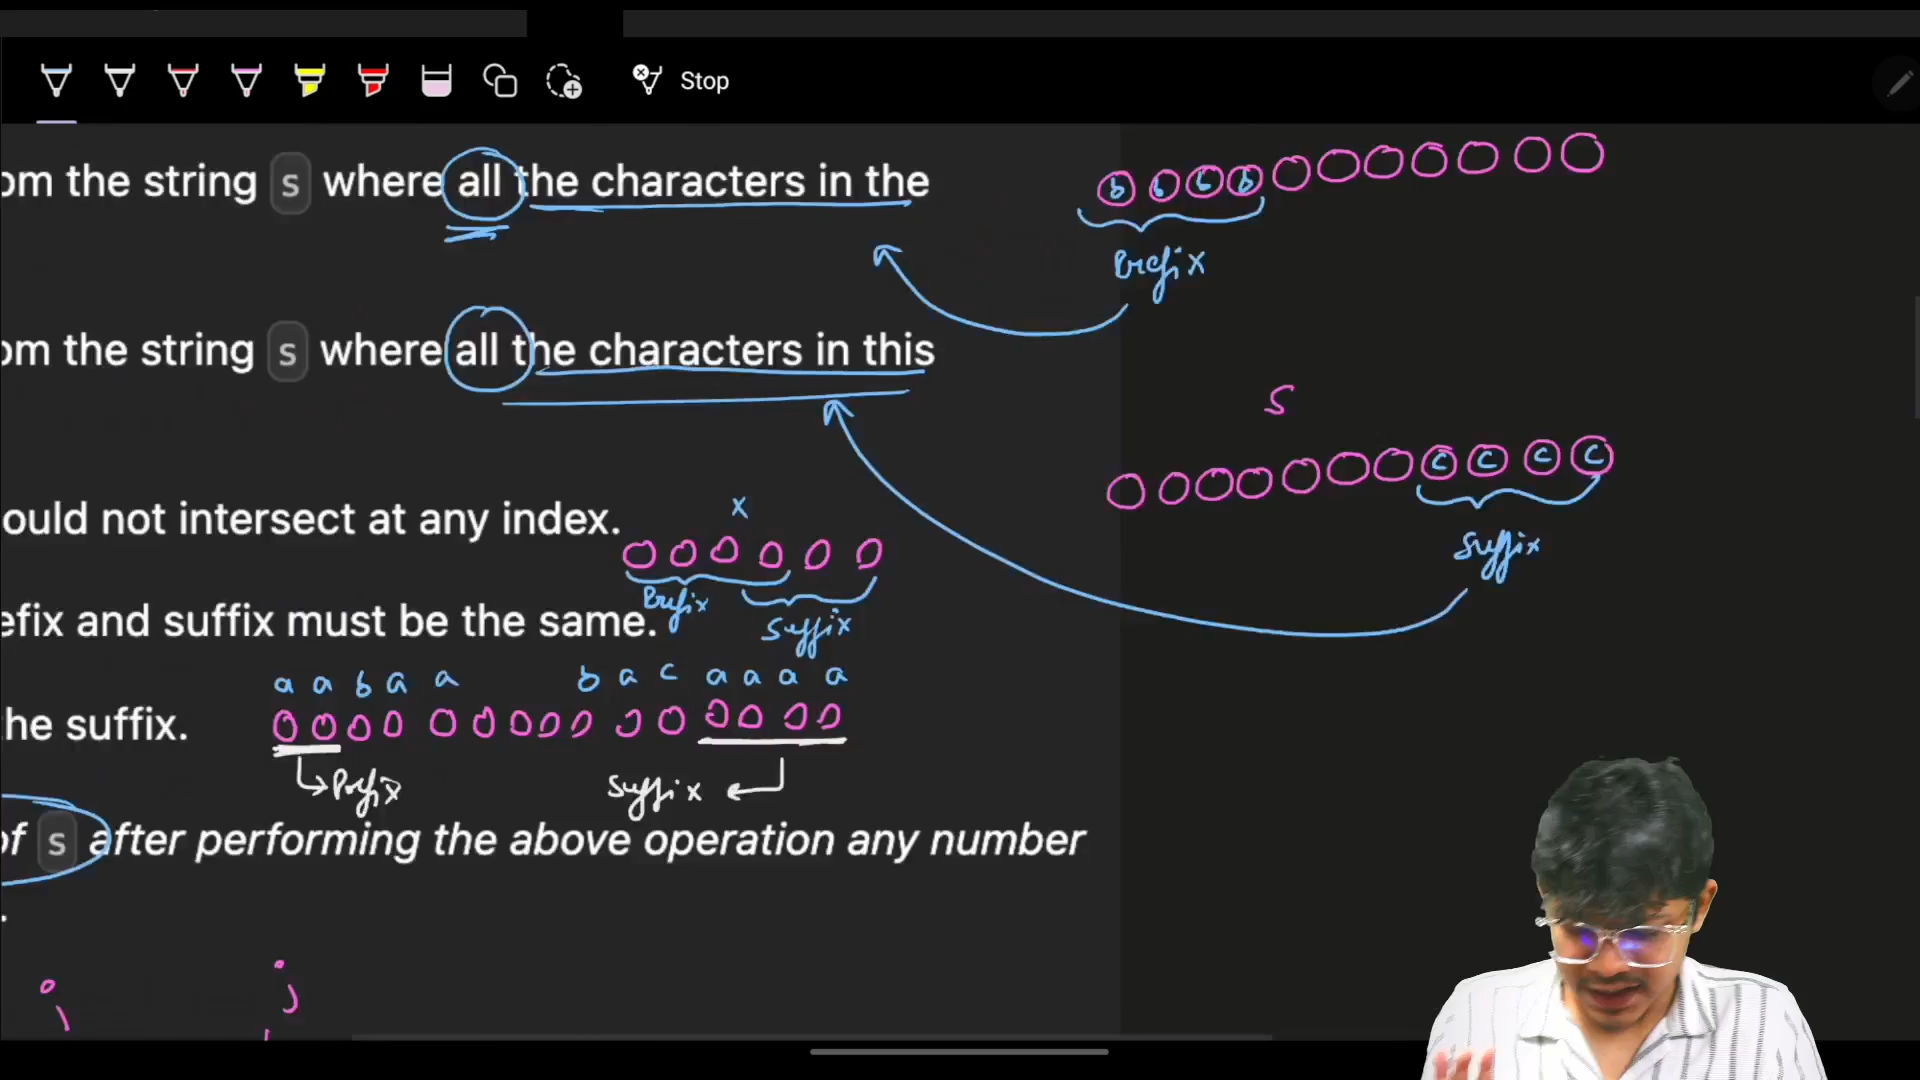 Stop
om the string s where all the characters in the
b b b b
Prefix
om the string s where all the characters in this
S
c c c c
Suffix
x
ould not intersect at any index.
Prefix
Suffix
efix and suffix must be the same.
a a b a a b a c a a a a
he suffix.
Prefix
Suffix
of s after performing the above operation any number
.
i j